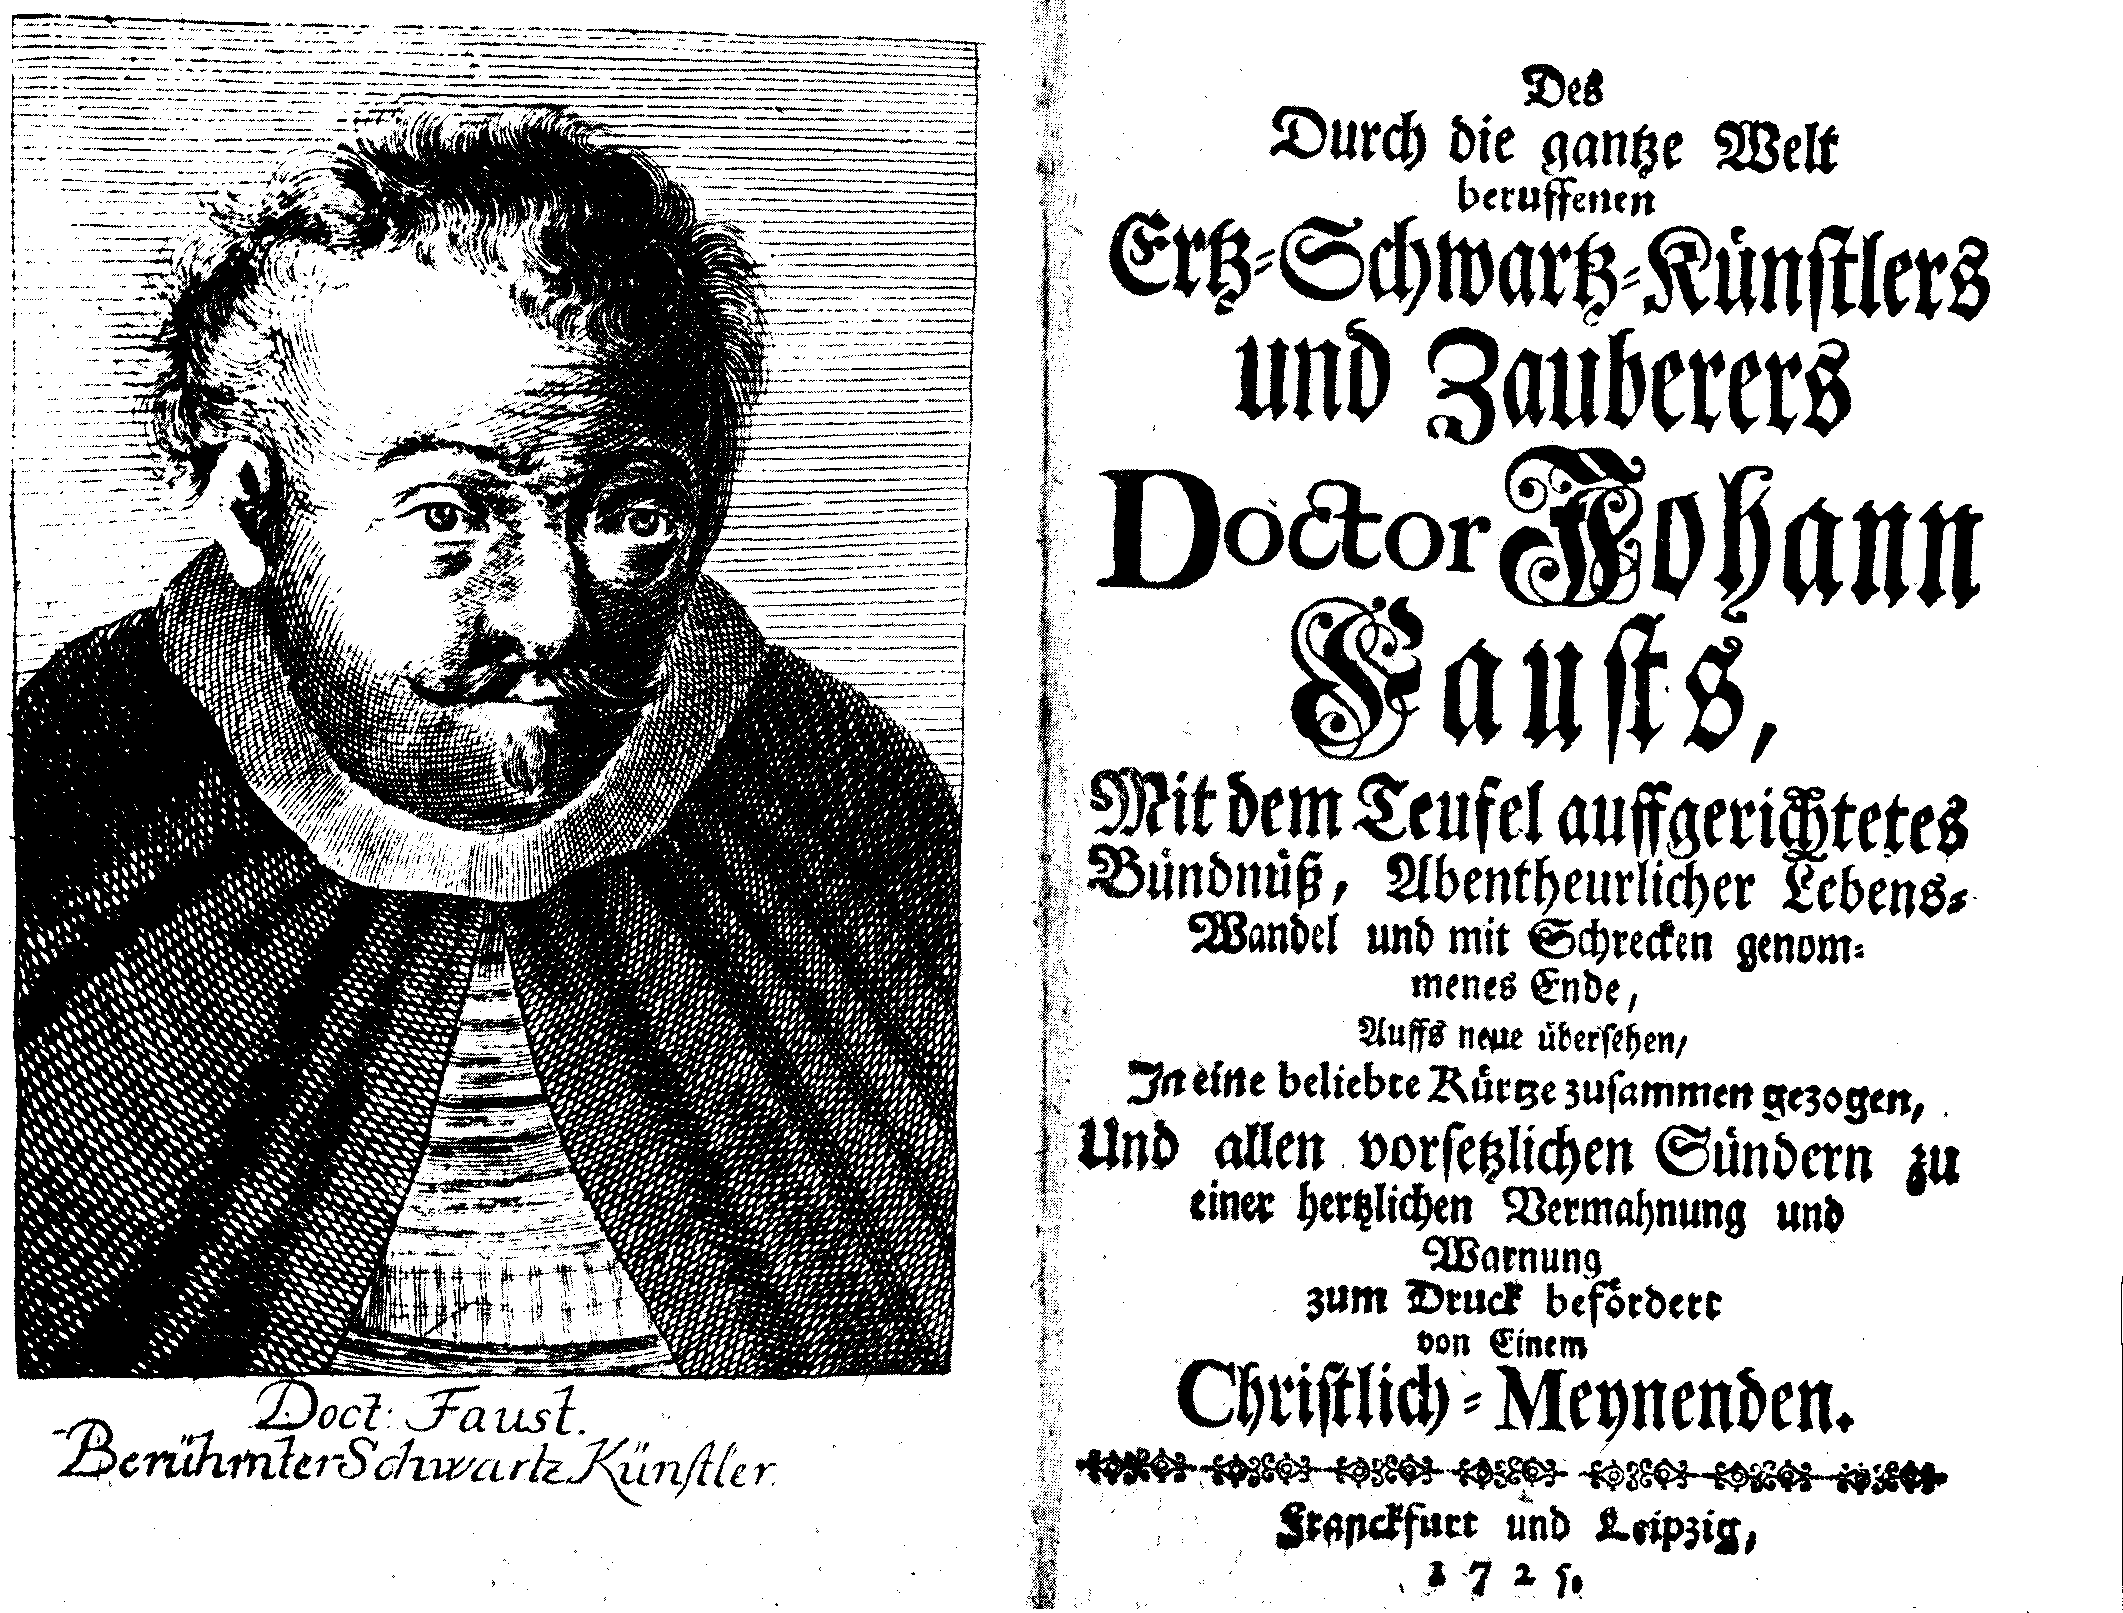 Doct: Faust.
Berühmter Schwartz Künſtler.
Des
Durch die gantze Welt
beruffenen
Ertz-Schwartz-Künſtlers
und Zauberers
Doctor Johann
Fauſts,
Mit dem Teufel auffgerichtetes
Bündnüß, Abentheurlicher Lebens-
Wandel und mit Schrecken genom-
menes Ende,
Auffs neue überſehen,
In eine beliebte Kürtze zuſammen gezogen,
Und allen vorſetzlichen Sündern zu
einer hertzlichen Vermahnung und
Warnung
zum Druck befördert
von Einem
Chriſtlich-Meynenden.
Franckfurt und Leipzig,
1725.